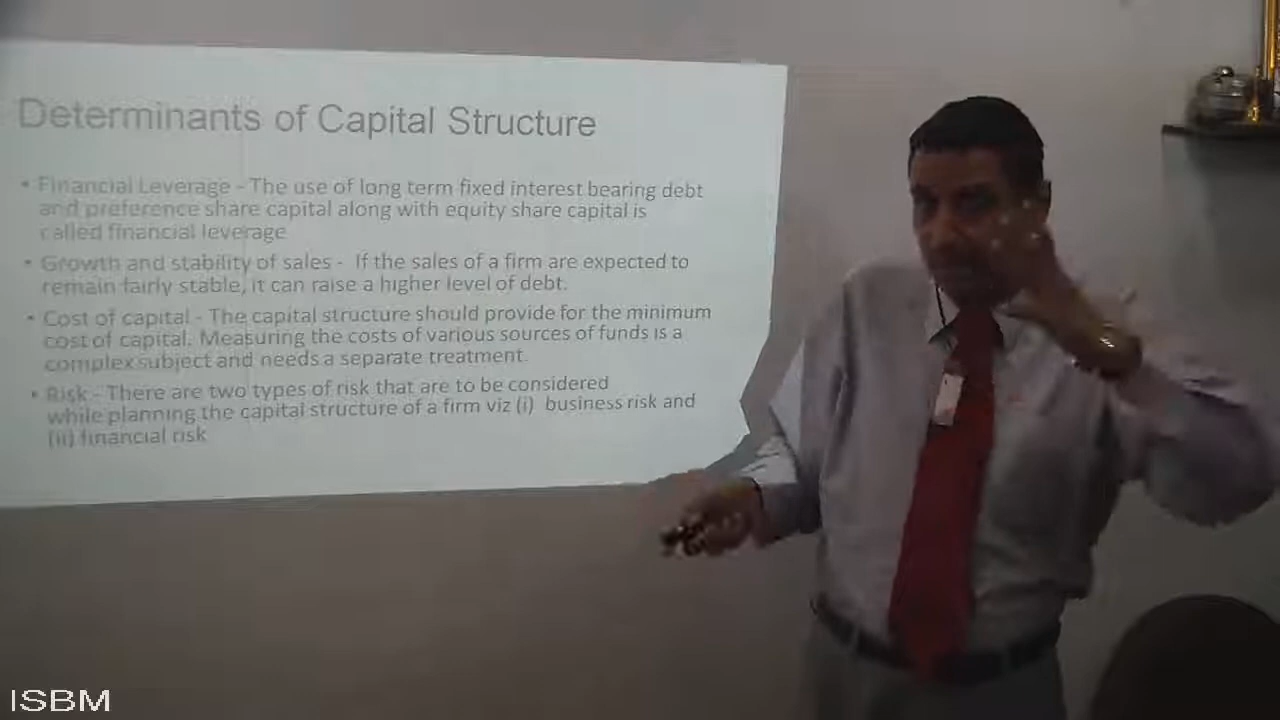 Determinants of Capital Structure
• Financial Leverage - The use of long term fixed interest bearing debt
and preference share capital along with equity share capital is
called financial leverage
• Growth and stability of sales - If the sales of a firm are expected to
remain fairly stable, it can raise a higher level of debt.
• Cost of capital - The capital structure should provide for the minimum
cost of capital. Measuring the costs of various sources of funds is a
complex subject and needs a separate treatment.
• Risk - There are two types of risk that are to be considered
while planning the capital structure of a firm viz (i) business risk and
(ii) financial risk
ISBM